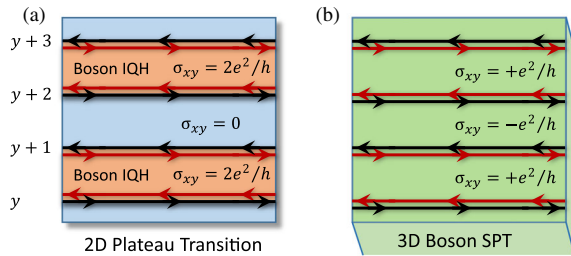 (a)
y + 3
Boson IQH σxy = 2e²/h
y + 2
σxy = 0
y + 1
Boson IQH σxy = 2e²/h
y
2D Plateau Transition
(b)
σxy = +e²/h
σxy = −e²/h
σxy = +e²/h
3D Boson SPT